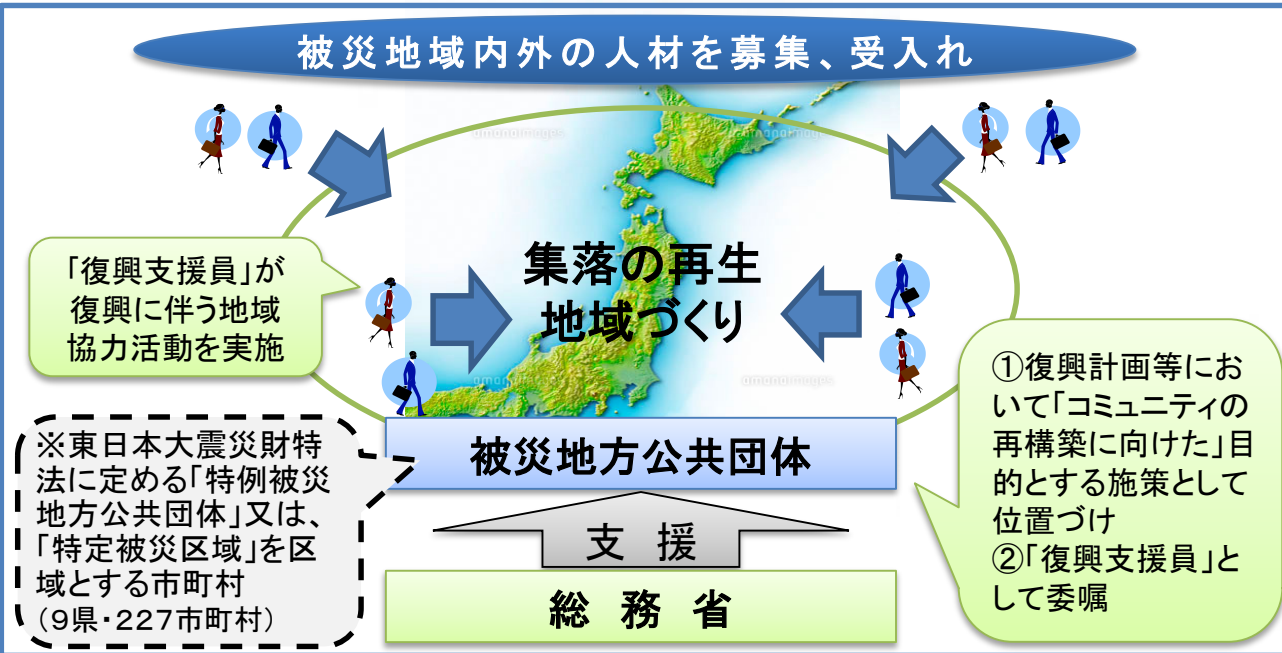 被災地域内外の人材を募集、受入れ
amanaimages
amanaimages
「復興支援員」が
復興に伴う地域
協力活動を実施
集落の再生
地域づくり
amanaimages
amanaimages
①復興計画等にお
いて「コミュニティの
再構築に向けた」目
的とする施策として
位置づけ
②「復興支援員」と
して委嘱
※東日本大震災財特
法に定める「特例被災
地方公共団体」又は、
「特定被災区域」を区
域とする市町村
（9県・227市町村）
被災地方公共団体
支 援
総 務 省